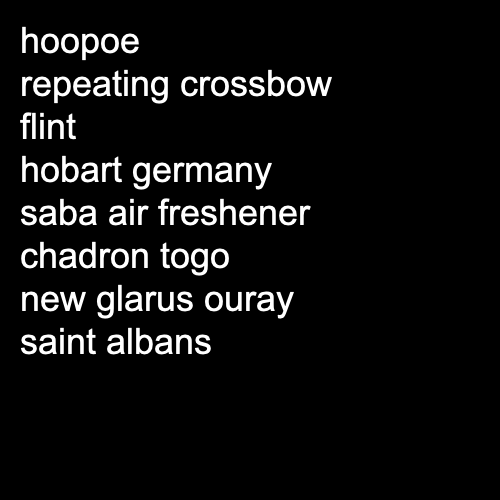 hoopoe
repeating crossbow
flint
hobart germany
saba air freshener
chadron togo
new glarus ouray
saint albans